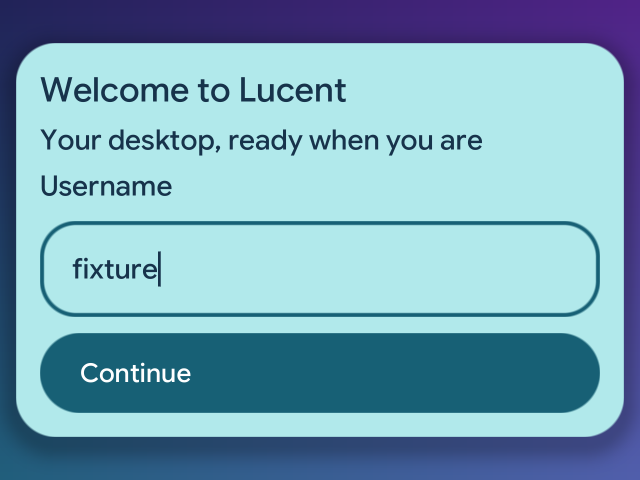 Welcome to Lucent
Your desktop, ready when you are
Username
fixture
Continue